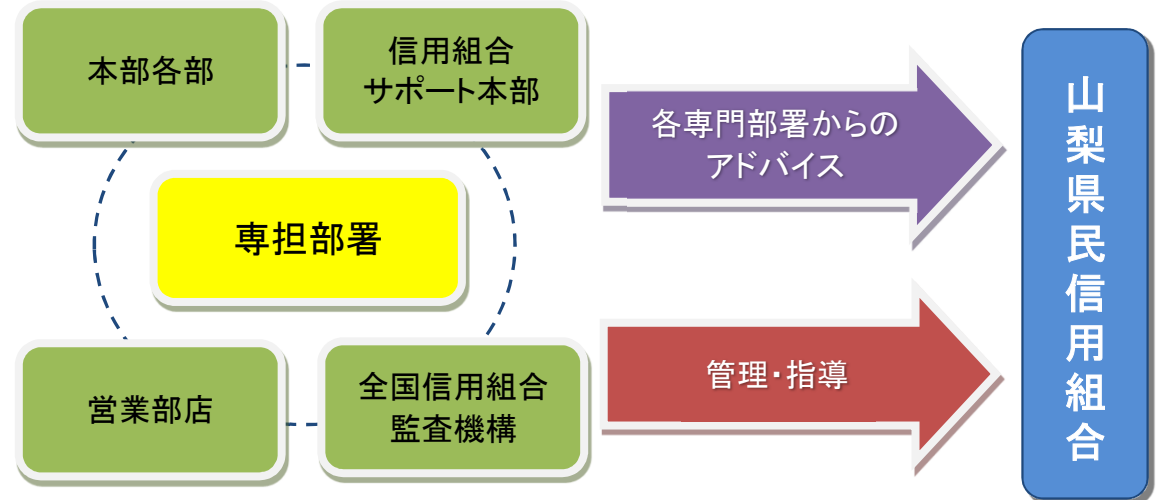 本部各部
信用組合
サポート本部
専担部署
営業部店
全国信用組合
監査機構
各専門部署からの
アドバイス
管理・指導
山梨県民信用組合